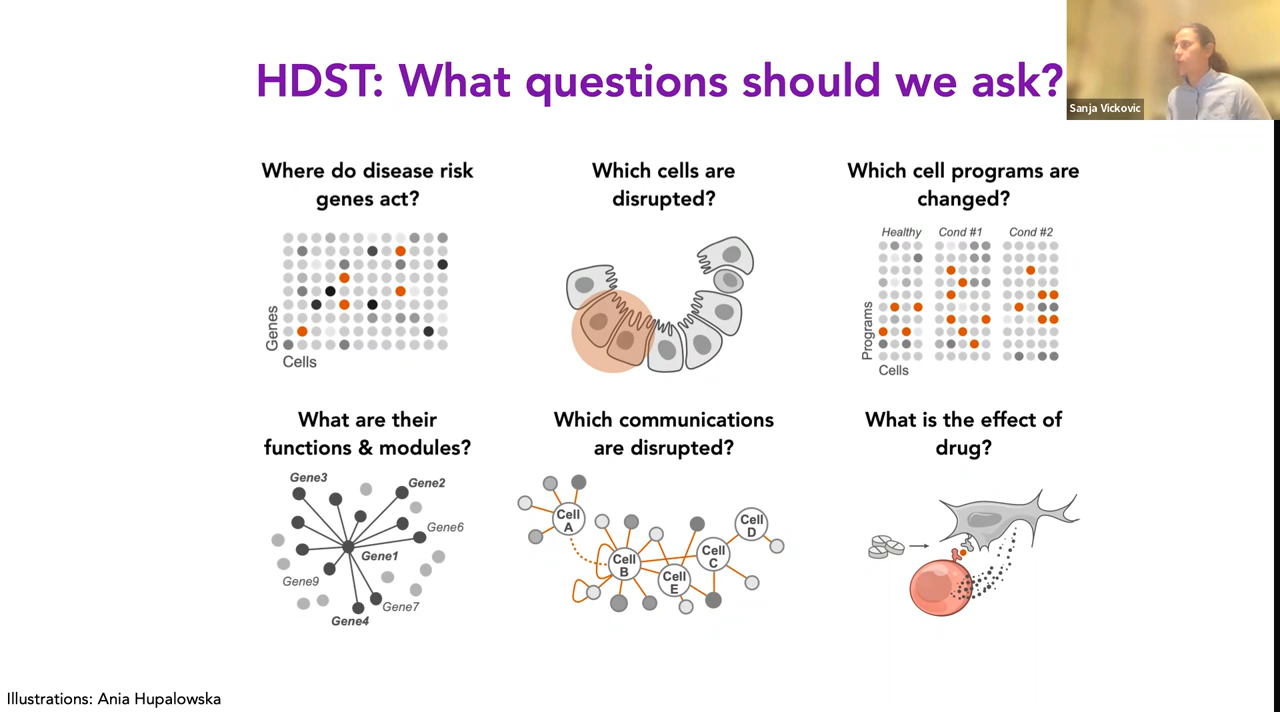 HDST: What questions should we ask?
Sanja Vickovic
Where do disease risk
genes act?
Genes
Cells
Which cells are
disrupted?
Which cell programs are
changed?
Healthy Cond #1 Cond #2
Programs
Cells
What are their
functions & modules?
Gene3
Gene2
Gene6
Gene1
Gene9
Gene7
Gene4
Which communications
are disrupted?
Cell
A
Cell
B
Cell
E
Cell
C
Cell
D
What is the effect of
drug?
Illustrations: Ania Hupalowska